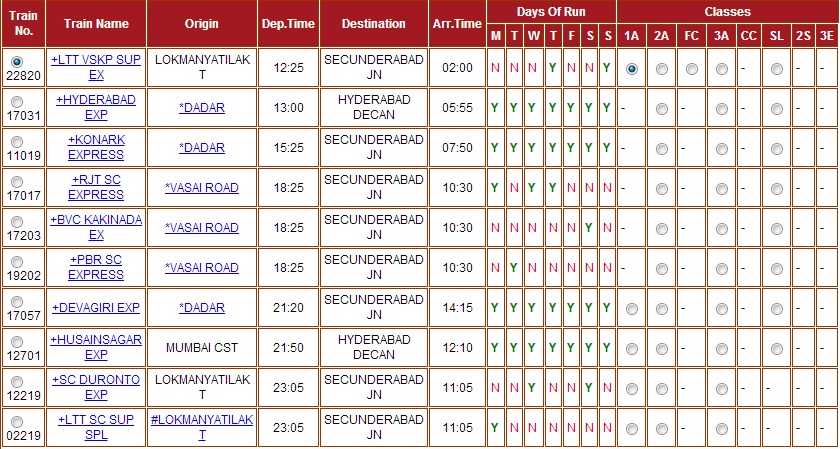 Train No. Train Name Origin Dep.Time Destination Arr.Time Days Of Run Classes
M T W T F S S 1A 2A FC 3A CC SL 2S 3E
22820 +LTT VSKP SUP EX LOKMANYATILAK T 12:25 SECUNDERABAD JN 02:00 N N N Y N N Y - - -
17031 +HYDERABAD EXP *DADAR 13:00 HYDERABAD DECAN 05:55 Y Y Y Y Y Y Y - - - - -
11019 +KONARK EXPRESS *DADAR 15:25 SECUNDERABAD JN 07:50 Y Y Y Y Y Y Y - - - - -
17017 +RJT SC EXPRESS *VASAI ROAD 18:25 SECUNDERABAD JN 10:30 Y N Y Y N N N - - - - -
17203 +BVC KAKINADA EX *VASAI ROAD 18:25 SECUNDERABAD JN 10:30 N N N N N Y N - - - - -
19202 +PBR SC EXPRESS *VASAI ROAD 18:25 SECUNDERABAD JN 10:30 N Y N N N N N - - - - -
17057 +DEVAGIRI EXP *DADAR 21:20 SECUNDERABAD JN 14:15 Y Y Y Y Y Y Y - - - -
12701 +HUSAINSAGAR EXP MUMBAI CST 21:50 HYDERABAD DECAN 12:10 Y Y Y Y Y Y Y - - - -
12219 +SC DURONTO EXP LOKMANYATILAK T 23:05 SECUNDERABAD JN 11:05 N N Y N N Y N - - - - -
02219 +LTT SC SUP SPL #LOKMANYATILAK T 23:05 SECUNDERABAD JN 11:05 Y N N N N N N - - - - -